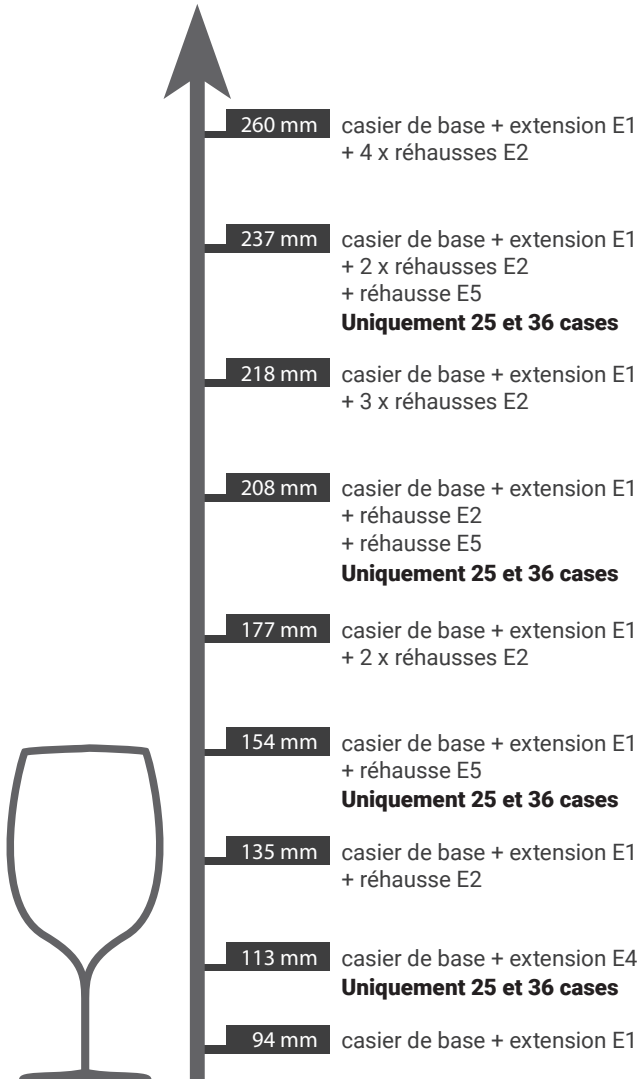 260 mm casier de base + extension E1
+ 4 x réhausses E2
237 mm casier de base + extension E1
+ 2 x réhausses E2
+ réhausse E5
Uniquement 25 et 36 cases
218 mm casier de base + extension E1
+ 3 x réhausses E2
208 mm casier de base + extension E1
+ réhausse E2
+ réhausse E5
Uniquement 25 et 36 cases
177 mm casier de base + extension E1
+ 2 x réhausses E2
154 mm casier de base + extension E1
+ réhausse E5
Uniquement 25 et 36 cases
135 mm casier de base + extension E1
+ réhausse E2
113 mm casier de base + extension E4
Uniquement 25 et 36 cases
94 mm casier de base + extension E1